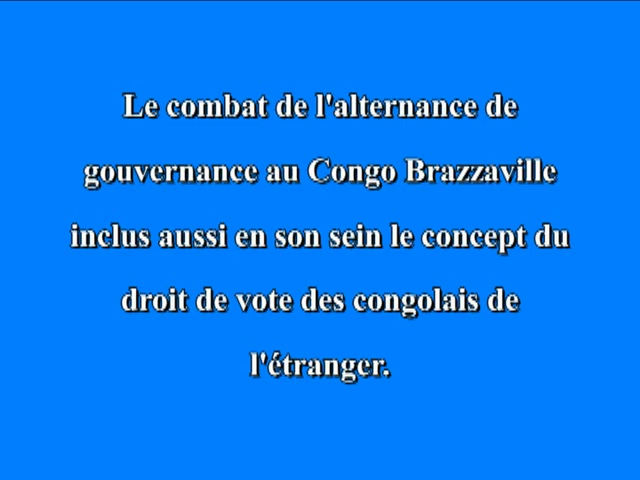 Le combat de l'alternance de
gouvernance au Congo Brazzaville
inclus aussi en son sein le concept du
droit de vote des congolais de
l'étranger.